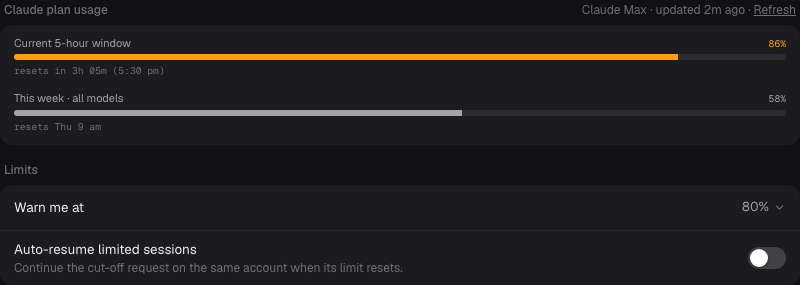 Claude plan usage
Claude Max · updated 2m ago · Refresh
Current 5-hour window
86%
resets in 3h 05m (5:30 pm)
This week · all models
58%
resets Thu 9 am
Limits
Warn me at
80%
Auto-resume limited sessions
Continue the cut-off request on the same account when its limit resets.